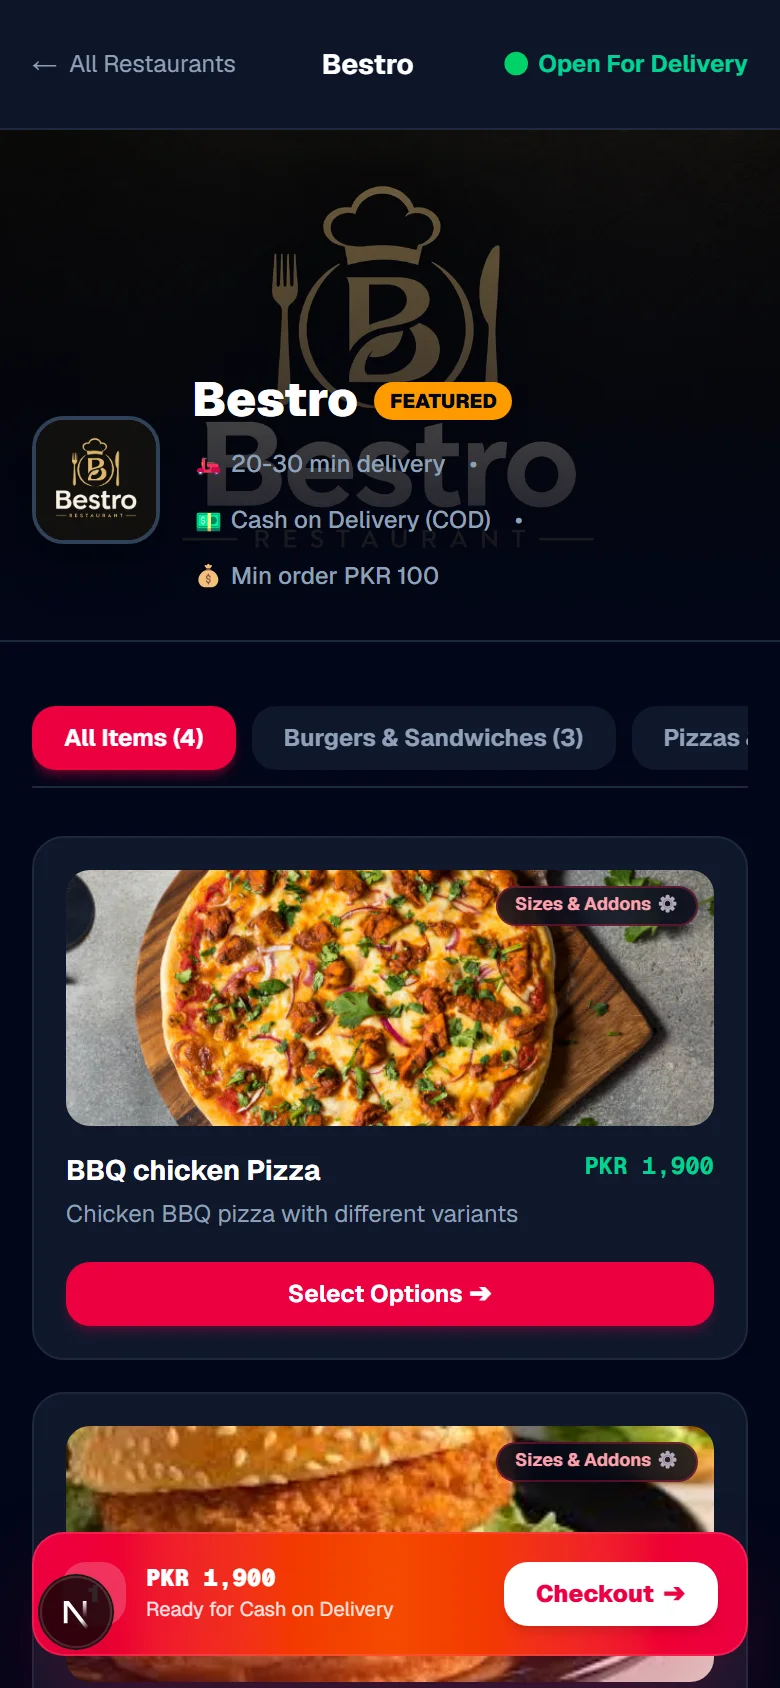 ← All Restaurants
Bestro
Open For Delivery
Bestro FEATURED
Bestro
RESTAURANT
Bestro
RESTAURANT
20-30 min delivery •
Cash on Delivery (COD) •
Min order PKR 100
All Items (4)
Burgers & Sandwiches (3)
Pizzas
Sizes & Addons
BBQ chicken Pizza
PKR 1,900
Chicken BBQ pizza with different variants
Select Options ➔
Sizes & Addons
1
PKR 1,900
Ready for Cash on Delivery
Checkout ➔
N